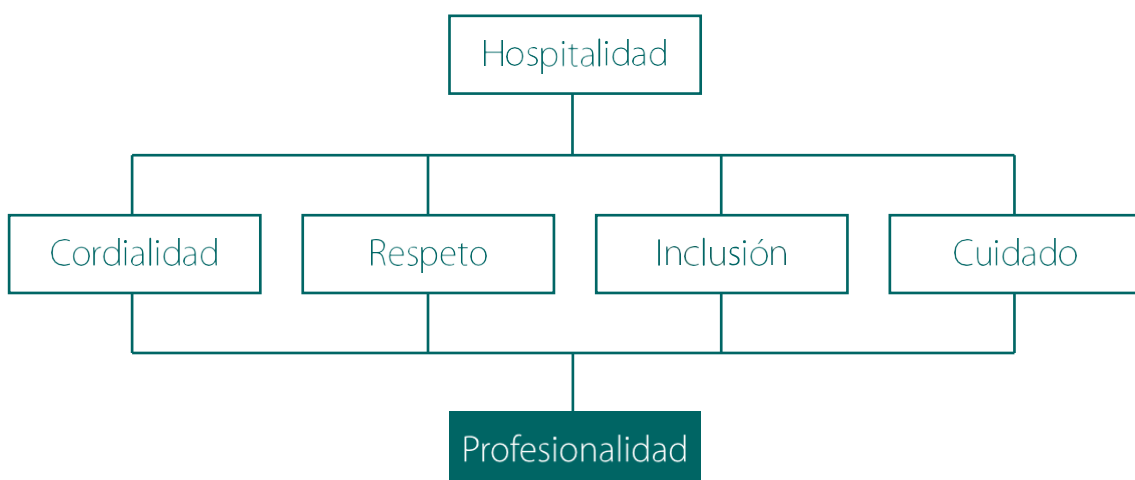 Hospitalidad
Cordialidad
Respeto
Inclusión
Cuidado
Profesionalidad